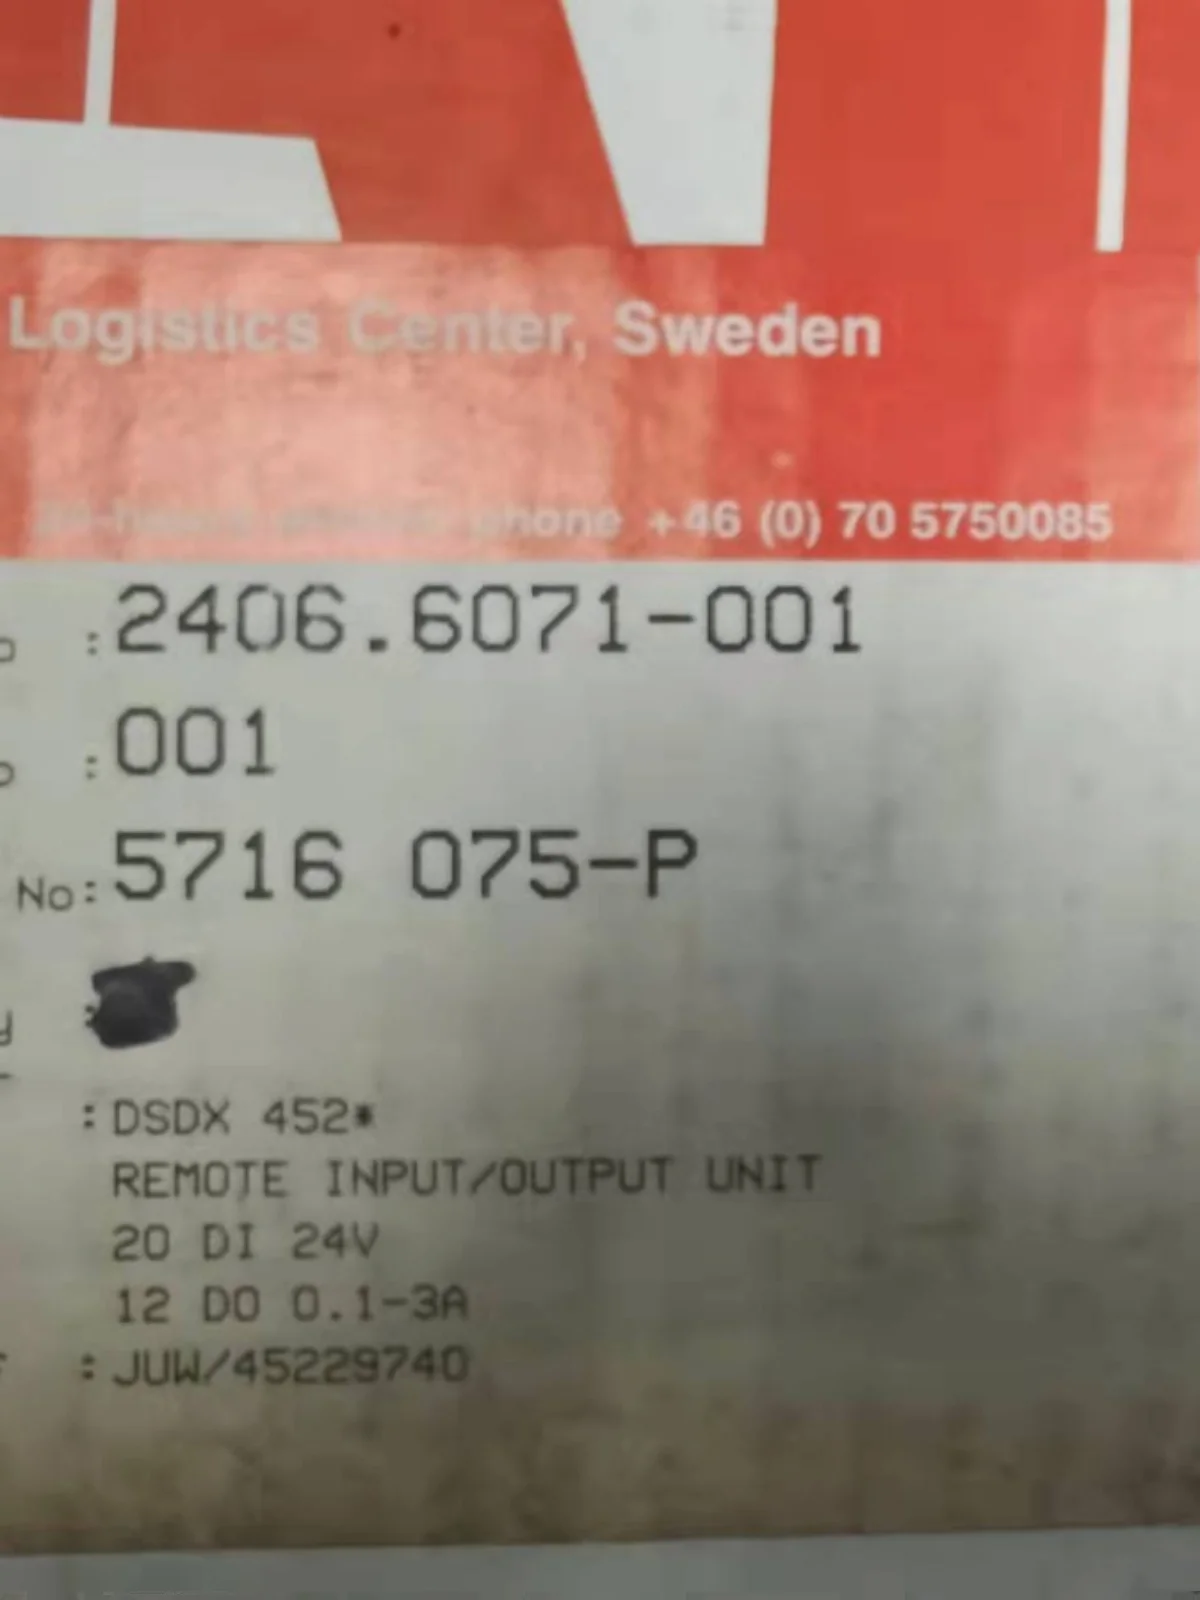 Logistics Center, Sweden
phone +46 (0) 70 5750085
:2406.6071-001
:001
No:5716 075-P
:DSDX 452*
REMOTE INPUT/OUTPUT UNIT
20 DI 24V
12 DO 0.1-3A
:JUW/45229740